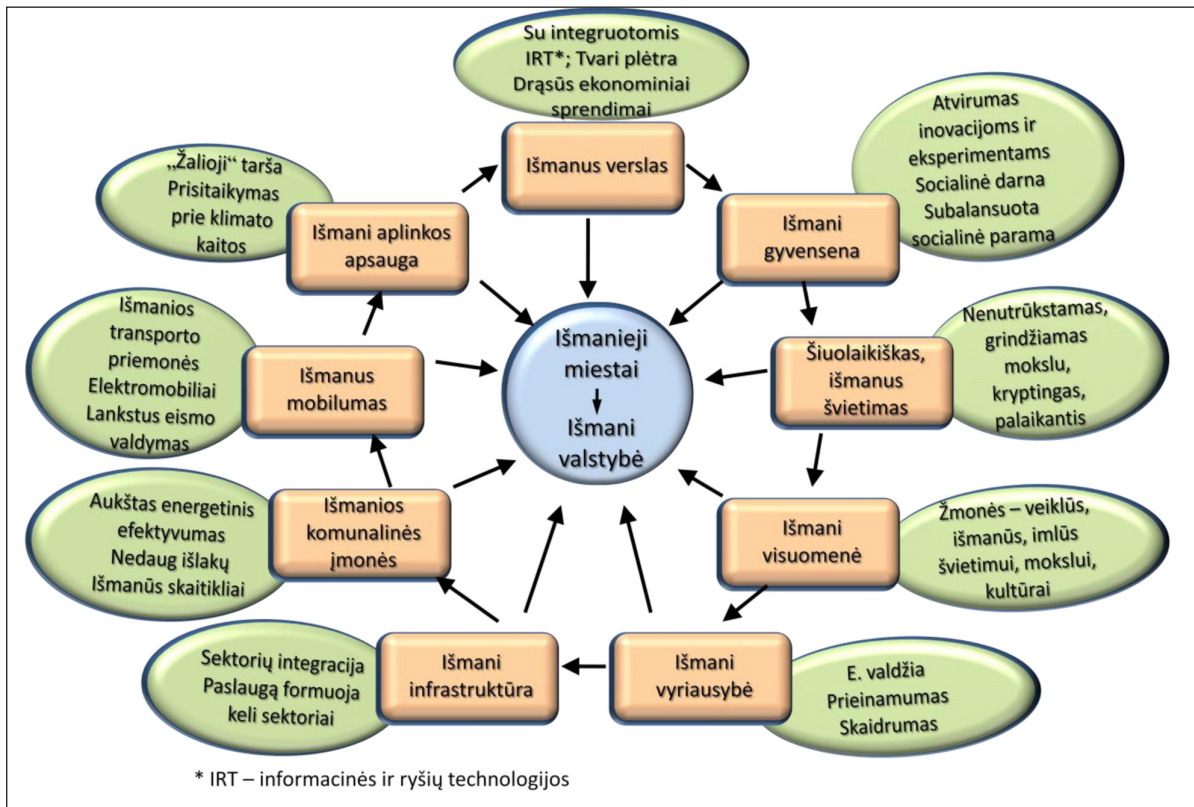 Su integruotomis
IRT*; Tvari plėtra
Drąsūs ekonominiai
sprendimai
Išmanus verslas
Atvirumas
inovacijoms ir
eksperimentams
Socialinė darna
Subalansuota
socialinė parama
Išmani
gyvensena
Nenutrūkstamas,
grindžiamas
mokslu,
kryptingas,
palaikantis
Šiuolaikiškas,
išmanus
švietimas
Žmonės – veiklūs,
išmanūs, imlūs
švietimui, mokslui,
kultūrai
Išmani
visuomenė
E. valdžia
Prieinamumas
Skaidrumas
Išmani
vyriausybė
Sektorių integracija
Paslaugą formuoja
keli sektoriai
Išmani
infrastruktūra
Aukštas energetinis
efektyvumas
Nedaug išlakų
Išmanūs skaitikliai
Išmanios
komunalinės
įmonės
Išmanios
transporto
priemonės
Elektromobiliai
Lankstus eismo
valdymas
Išmanus
mobilumas
„Žalioji“ tarša
Prisitaikymas
prie klimato
kaitos
Išmani aplinkos
apsauga
Išmanieji
miestai
Išmani
valstybė
* IRT – informacinės ir ryšių technologijos